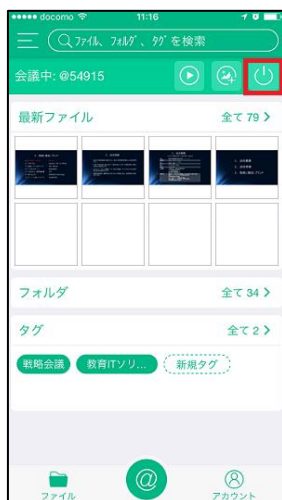 docomo 11:16
ファイル、フォルダ、タグを検索
会議中: @54915
最新ファイル 全て 79 >
フォルダ 全て 34 >
タグ 全て 2 >
戦略会議 教育ITソリ... 新規タグ
@
ファイル アカウント